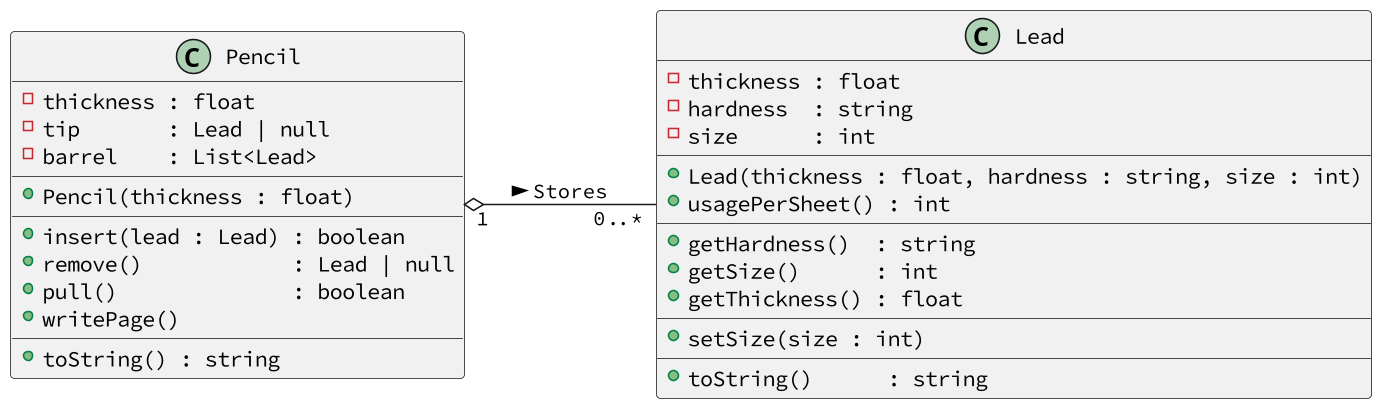 C Pencil
thickness : float
tip       : Lead | null
barrel    : List<Lead>
Pencil(thickness : float)
insert(lead : Lead) : boolean
remove()            : Lead | null
pull()              : boolean
writePage()
toString() : string
Stores
1
0..*
C Lead
thickness : float
hardness  : string
size      : int
Lead(thickness : float, hardness : string, size : int)
usagePerSheet() : int
getHardness()  : string
getSize()      : int
getThickness() : float
setSize(size : int)
toString()      : string